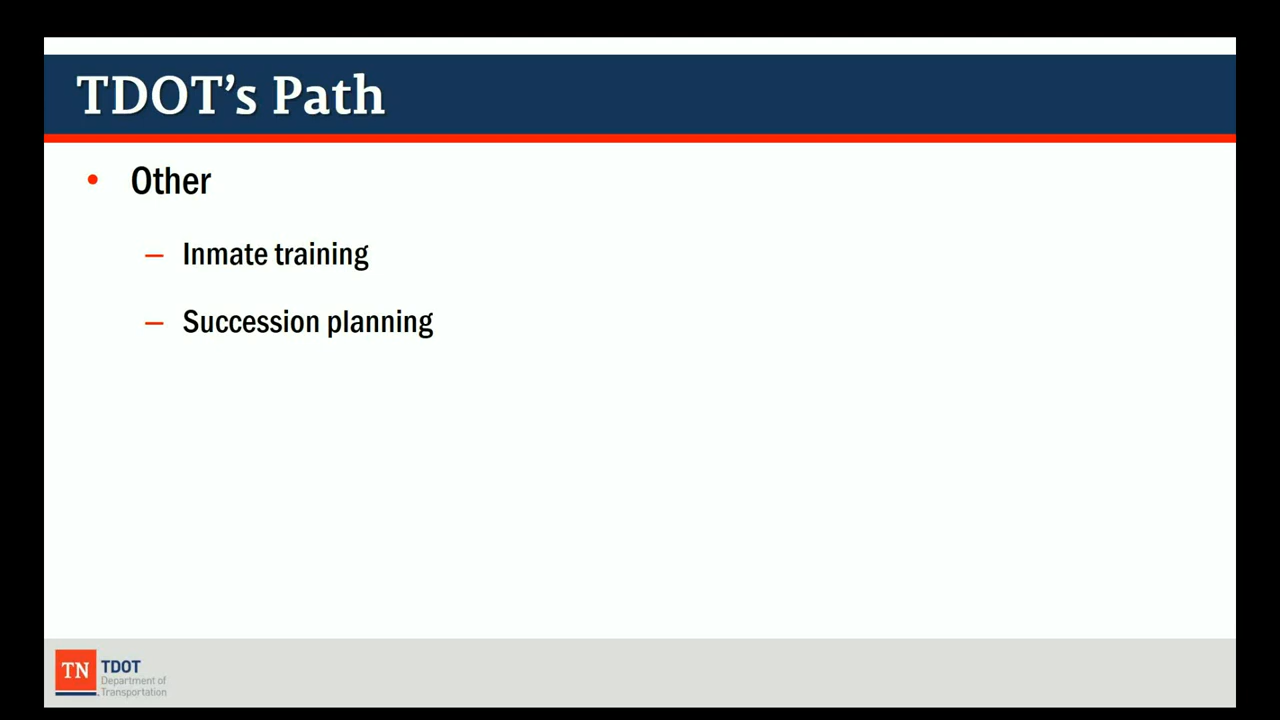 TDOT's Path
• Other
– Inmate training
– Succession planning
TN
TDOT
Department of
Transportation